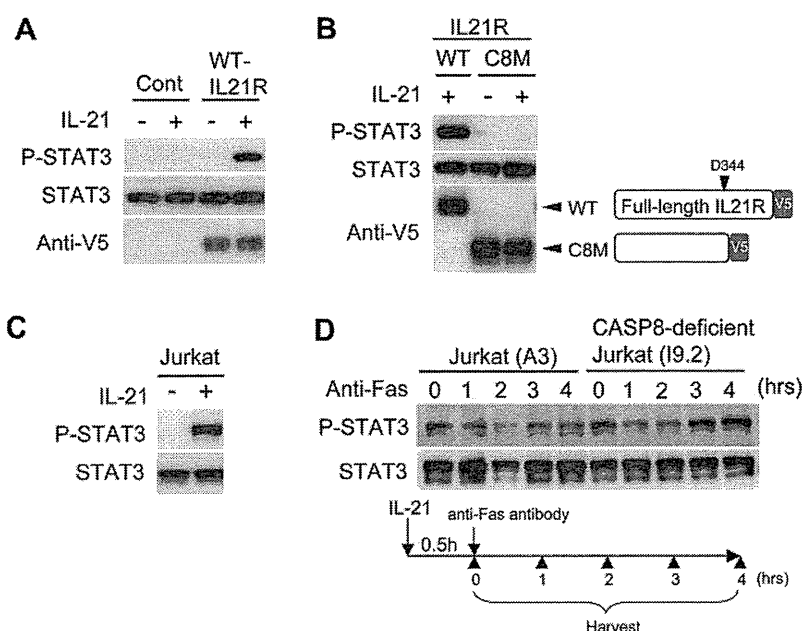 A
Cont
WT-
IL21R
IL-21 - + - +
P-STAT3
STAT3
Anti-V5
B
IL21R
WT C8M
IL-21 + - +
P-STAT3
STAT3
Anti-V5
WT
C8M
D344
Full-length IL21R V5
V5
C
Jurkat
IL-21 - +
P-STAT3
STAT3
D
Jurkat (A3)
CASP8-deficient
Jurkat (I9.2)
Anti-Fas 0 1 2 3 4 0 1 2 3 4 (hrs)
P-STAT3
STAT3
IL-21
anti-Fas antibody
0.5h
0 1 2 3 4 (hrs)
Harvest